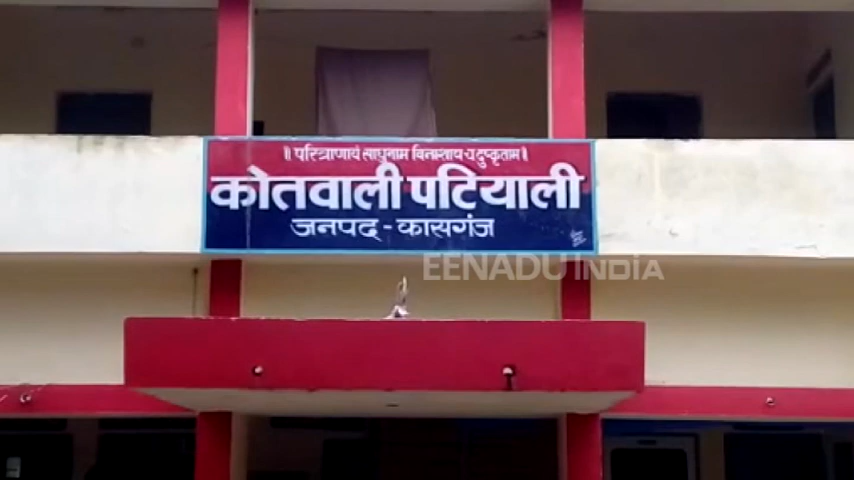 ॥ परित्राणाय साधुनाम विनाशाय च दुष्कृताम ॥
कोतवाली पटियाली
जनपद - कासगंज
EENADU INDIA